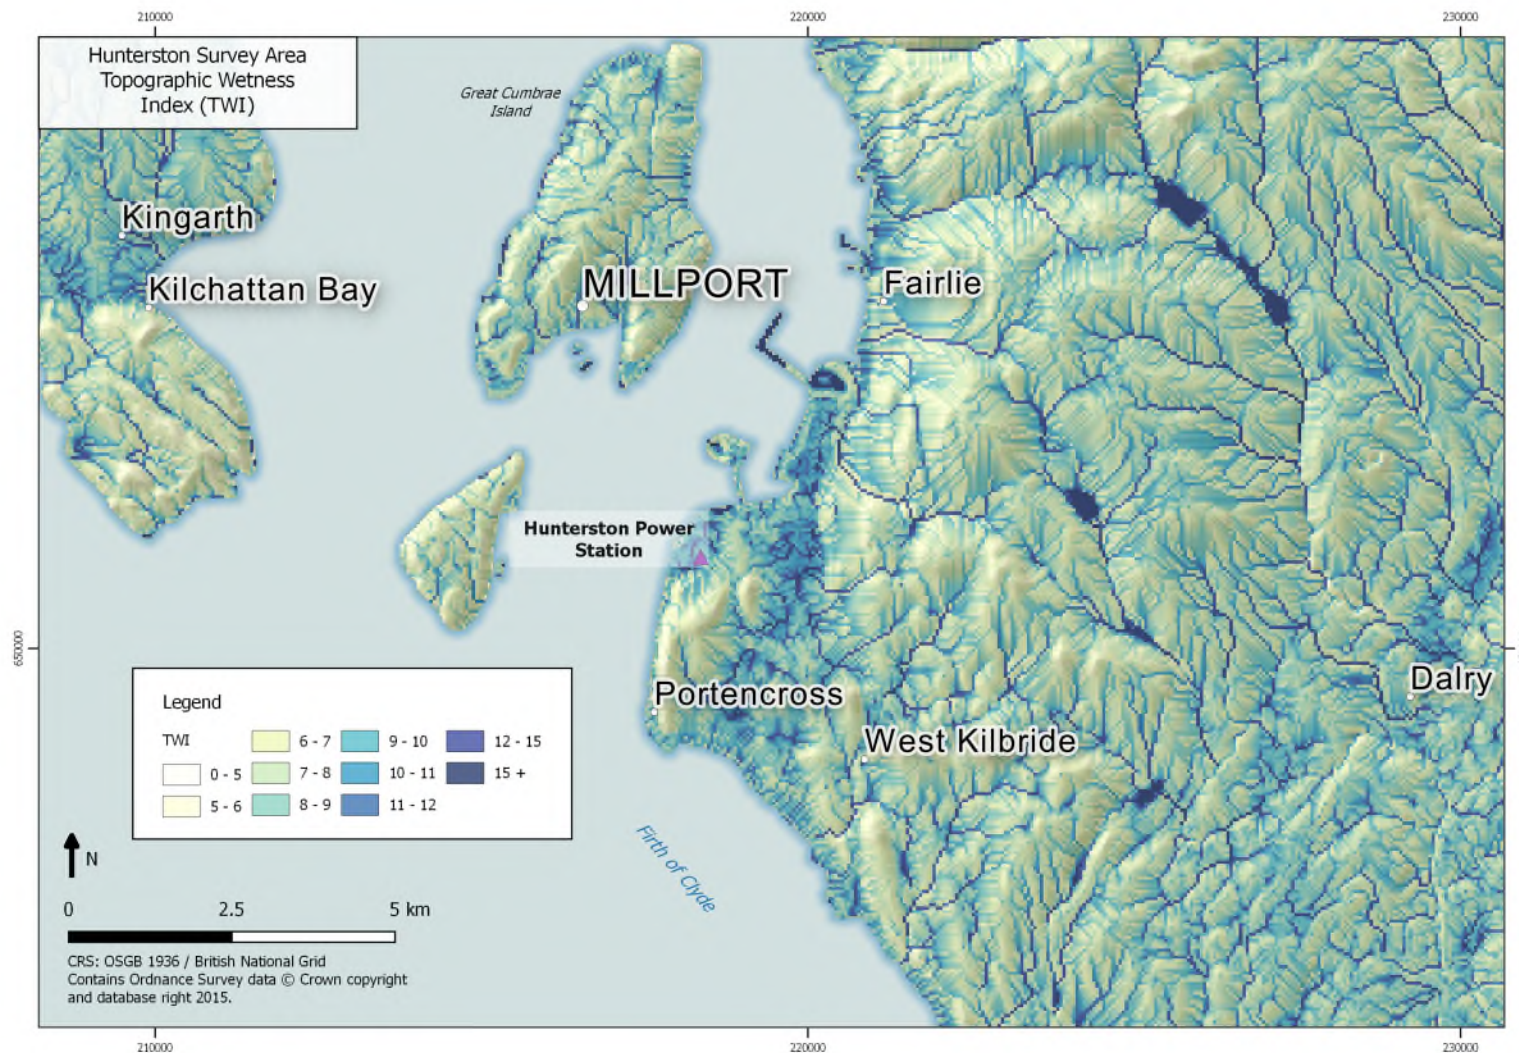 210000
220000
230000
Hunterston Survey Area
Topographic Wetness
Index (TWI)
Great Cumbrae
Island
Kingarth
Kilchattan Bay
MILLPORT
Fairlie
Hunterston Power
Station
650000
Portencross
Dalry
West Kilbride
Legend
TWI
0 - 5
5 - 6
6 - 7
7 - 8
8 - 9
9 - 10
10 - 11
11 - 12
12 - 15
15 +
Firth of Clyde
N
0 2.5 5 km
CRS: OSGB 1936 / British National Grid
Contains Ordnance Survey data © Crown copyright
and database right 2015.
210000
220000
230000